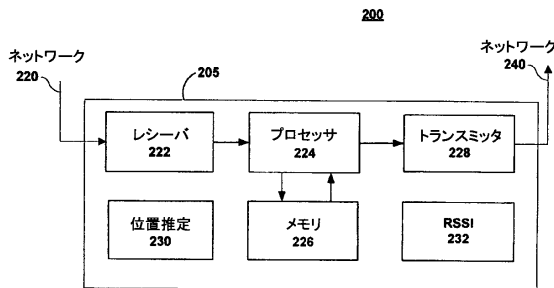 200
ネットワーク
220
ネットワーク
240
205
レシーバ
222
プロセッサ
224
トランスミッタ
228
位置推定
230
メモリ
226
RSSI
232